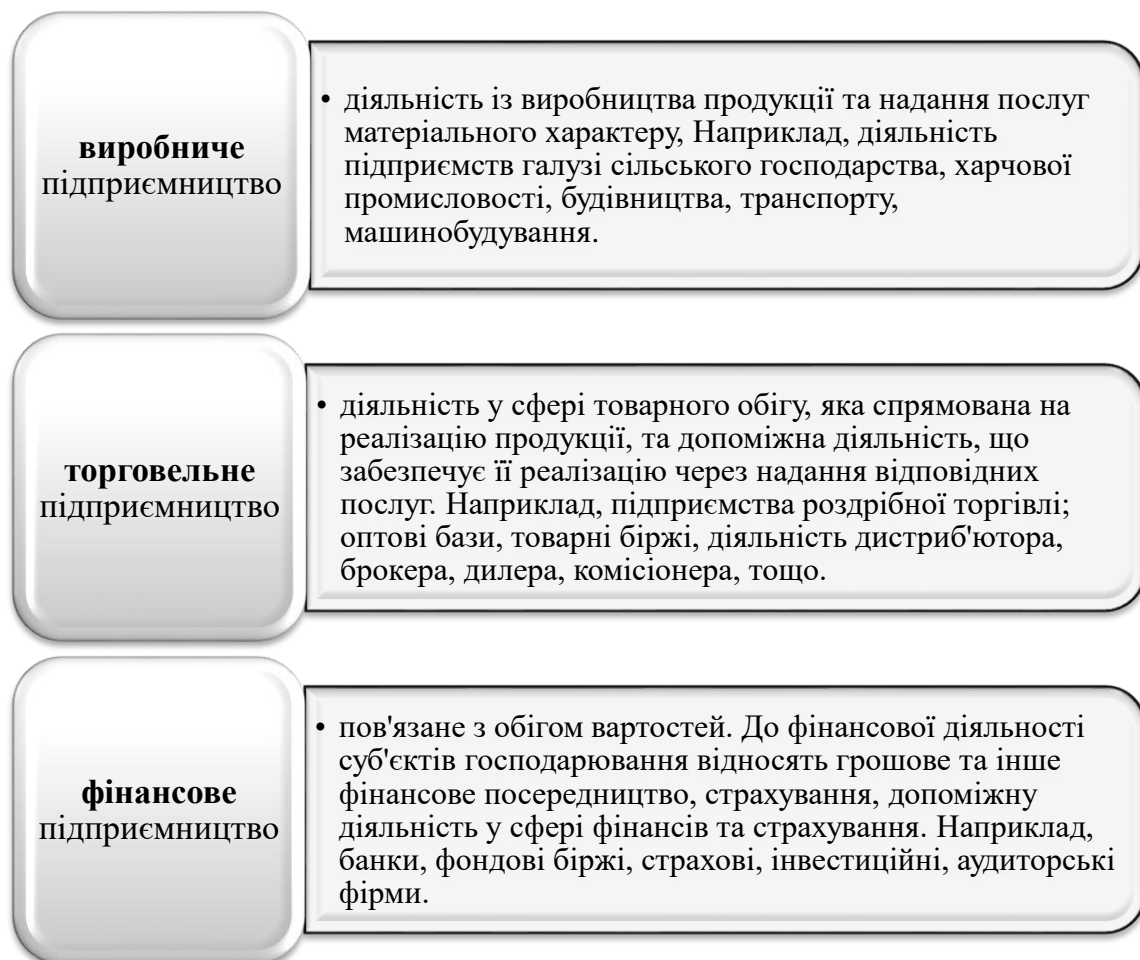 виробниче
підприємництво
• діяльність із виробництва продукції та надання послуг
матеріального характеру, Наприклад, діяльність
підприємств галузі сільського господарства, харчової
промисловості, будівництва, транспорту,
машинобудування.
торговельне
підприємництво
• діяльність у сфері товарного обігу, яка спрямована на
реалізацію продукції, та допоміжна діяльність, що
забезпечує її реалізацію через надання відповідних
послуг. Наприклад, підприємства роздрібної торгівлі;
оптові бази, товарні біржі, діяльність дистриб'ютора,
брокера, дилера, комісіонера, тощо.
фінансове
підприємництво
• пов'язане з обігом вартостей. До фінансової діяльності
суб'єктів господарювання відносять грошове та інше
фінансове посередництво, страхування, допоміжну
діяльність у сфері фінансів та страхування. Наприклад,
банки, фондові біржі, страхові, інвестиційні, аудиторські
фірми.